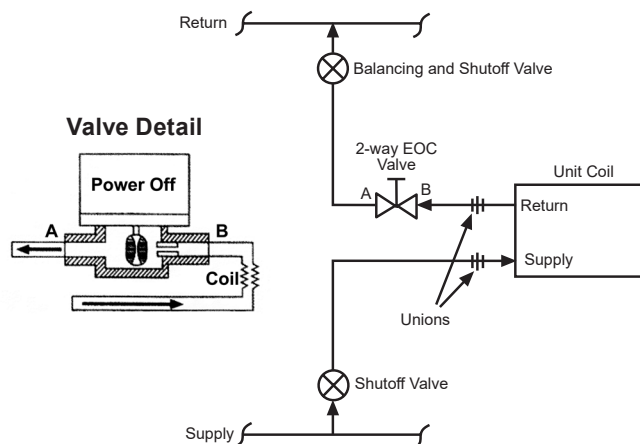 Return
Balancing and Shutoff Valve
Valve Detail
2-way EOC
Valve
Power Off
Unit Coil
A
B
Return
A
B
Coil
Supply
Unions
Shutoff Valve
Supply